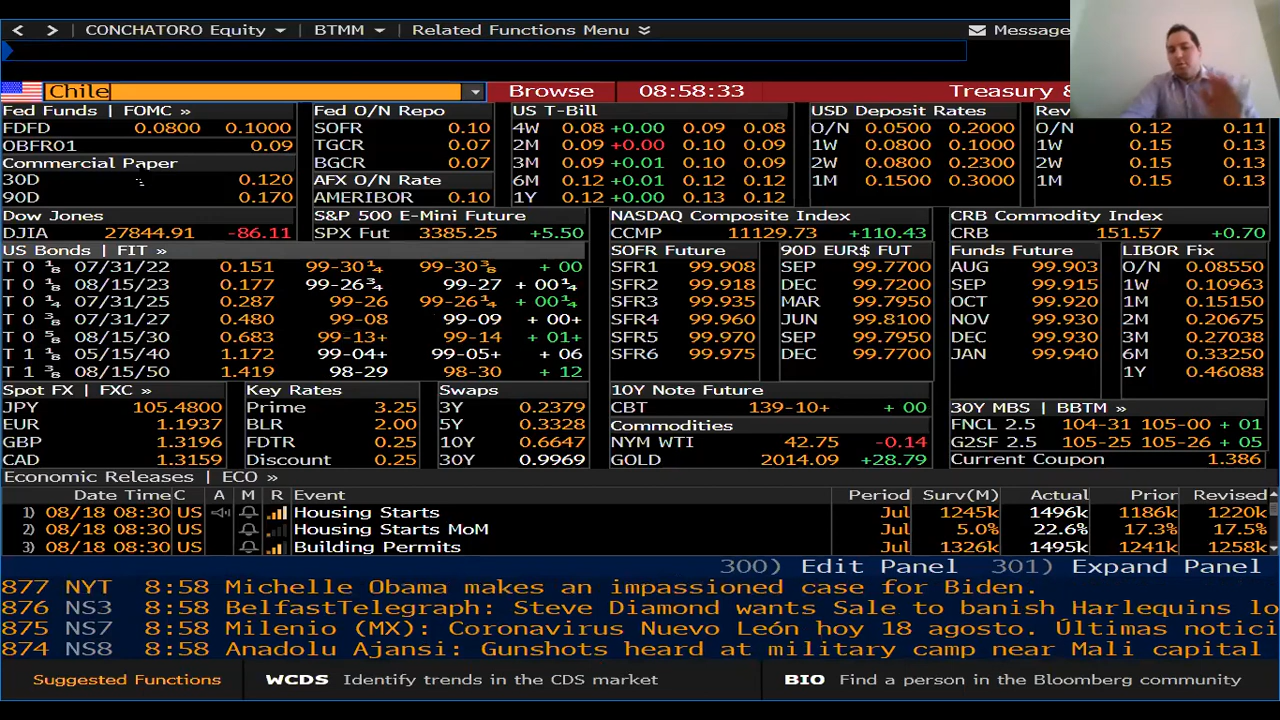 < > CONCHATORO Equity BTMM Related Functions Menu Message
Chile Browse 08:58:33 Treasury &
Fed Funds | FOMC » Fed O/N Repo US T-Bill USD Deposit Rates Rev
FDFD 0.0800 0.1000 SOFR 0.10 4W 0.08 +0.00 0.09 0.08 O/N 0.0500 0.2000 O/N 0.12 0.11
OBFR01 0.09 TGCR 0.07 2M 0.09 +0.00 0.10 0.09 1W 0.0800 0.1000 1W 0.15 0.13
Commercial Paper BGCR 0.07 3M 0.09 +0.01 0.10 0.09 2W 0.0800 0.2300 2W 0.15 0.13
30D 0.120 AFX O/N Rate 6M 0.12 +0.01 0.12 0.12 1M 0.1500 0.3000 1M 0.15 0.13
90D 0.170 AMERIBOR 0.10 1Y 0.12 +0.00 0.13 0.12
Dow Jones S&P 500 E-Mini Future NASDAQ Composite Index CRB Commodity Index
DJIA 27844.91 -86.11 SPX Fut 3385.25 +5.50 CCMP 11129.73 +110.43 CRB 151.57 +0.70
US Bonds | FIT » SOFR Future 90D EUR$ FUT Funds Future LIBOR Fix
T 0 ⅛ 07/31/22 0.151 99-30¼ 99-30⅜ + 00 SFR1 99.908 SEP 99.7700 AUG 99.903 O/N 0.08550
T 0 ⅛ 08/15/23 0.177 99-26¾ 99-27 + 00¼ SFR2 99.918 DEC 99.7200 SEP 99.915 1W 0.10963
T 0 ¼ 07/31/25 0.287 99-26 99-26¼ + 00¼ SFR3 99.935 MAR 99.7950 OCT 99.920 1M 0.15150
T 0 ⅜ 07/31/27 0.480 99-08 99-09 + 00+ SFR4 99.960 JUN 99.8100 NOV 99.930 2M 0.20675
T 0 ⅝ 08/15/30 0.683 99-13+ 99-14 + 01+ SFR5 99.970 SEP 99.7950 DEC 99.930 3M 0.27038
T 1 ⅛ 05/15/40 1.172 99-04+ 99-05+ + 06 SFR6 99.975 DEC 99.7700 JAN 99.940 6M 0.33250
T 1 ⅜ 08/15/50 1.419 98-29 98-30 + 12 1Y 0.46088
Spot FX | FXC » Key Rates Swaps 10Y Note Future
JPY 105.4800 Prime 3.25 3Y 0.2379 CBT 139-10+ + 00 30Y MBS | BBTM »
EUR 1.1937 BLR 2.00 5Y 0.3328 Commodities FNCL 2.5 104-31 105-00 + 01
GBP 1.3196 FDTR 0.25 10Y 0.6647 NYM WTI 42.75 -0.14 G2SF 2.5 105-25 105-26 + 05
CAD 1.3159 Discount 0.25 30Y 0.9969 GOLD 2014.09 +28.79 Current Coupon 1.386
Economic Releases | ECO »
Date Time C A M R Event Period Surv(M) Actual Prior Revised
1) 08/18 08:30 US Housing Starts Jul 1245k 1496k 1186k 1220k
2) 08/18 08:30 US Housing Starts MoM Jul 5.0% 22.6% 17.3% 17.5%
3) 08/18 08:30 US Building Permits Jul 1326k 1495k 1241k 1258k
300) Edit Panel 301) Expand Panel
877 NYT 8:58 Michelle Obama makes an impassioned case for Biden.
876 NS3 8:58 BelfastTelegraph: Steve Diamond wants Sale to banish Harlequins lo
875 NS7 8:58 Milenio (MX): Coronavirus Nuevo León hoy 18 agosto. Últimas notici
874 NS8 8:58 Anadolu Ajansi: Gunshots heard at military camp near Mali capital
Suggested Functions WCDS Identify trends in the CDS market BIO Find a person in the Bloomberg community